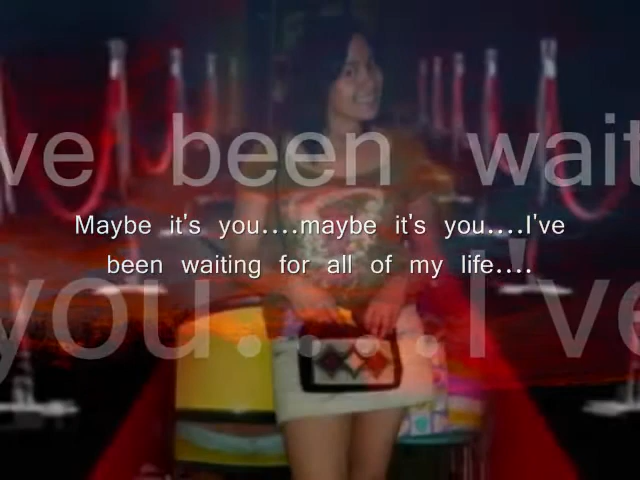 've been wait
Maybe it's you....maybe it's you....I've
been waiting for all of my life....
you.....I've